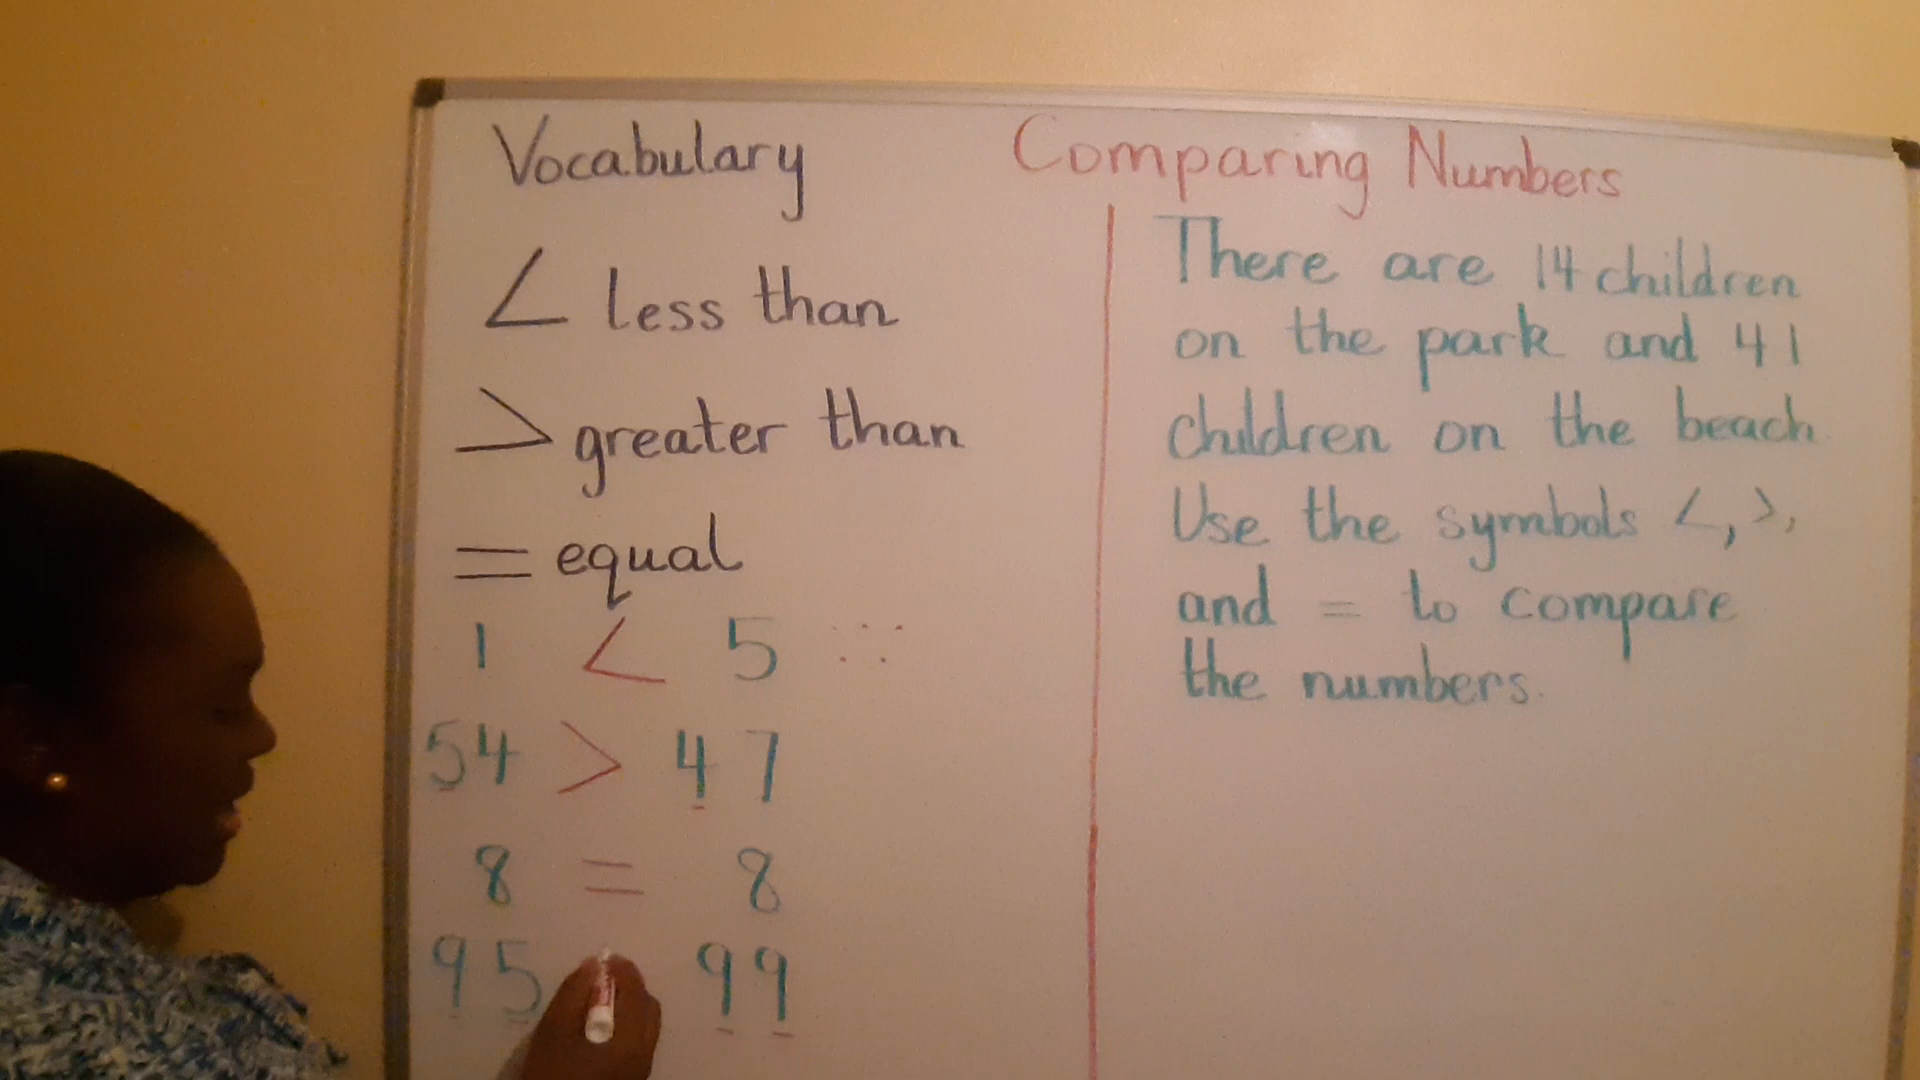 Vocabulary
< less than
> greater than
= equal
1 < 5
54 > 47
8 = 8
95 99
Comparing Numbers
There are 14 children
on the park and 41
children on the beach.
Use the symbols <, >,
and = to compare
the numbers.